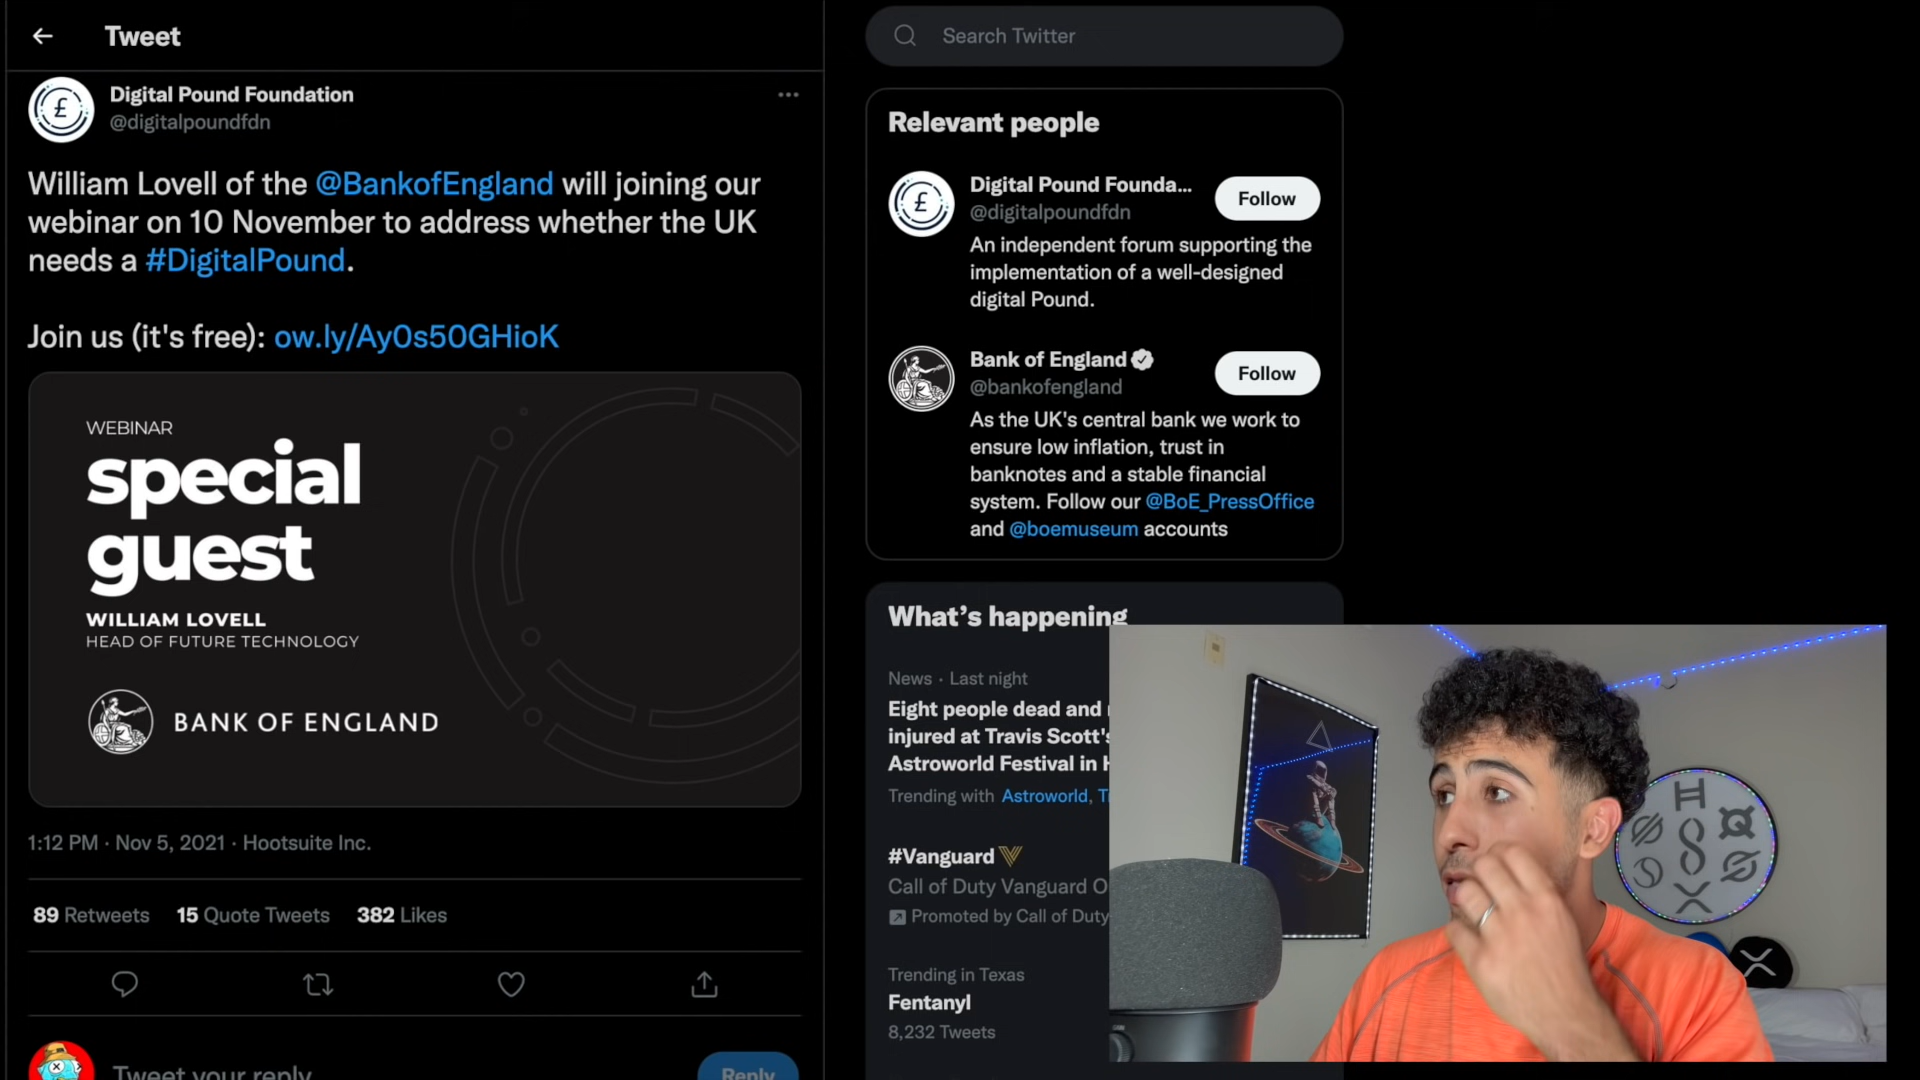 Tweet
Digital Pound Foundation
@digitalpoundfdn
William Lovell of the @BankofEngland will joining our
webinar on 10 November to address whether the UK
needs a #DigitalPound.
Join us (it's free): ow.ly/Ay0s50GHioK
WEBINAR
special
guest
WILLIAM LOVELL
HEAD OF FUTURE TECHNOLOGY
BANK OF ENGLAND
1:12 PM · Nov 5, 2021 · Hootsuite Inc.
89 Retweets 15 Quote Tweets 382 Likes
Tweet your reply
Reply
Search Twitter
Relevant people
Digital Pound Founda...
Follow
@digitalpoundfdn
An independent forum supporting the
implementation of a well-designed
digital Pound.
Bank of England
Follow
@bankofengland
As the UK's central bank we work to
ensure low inflation, trust in
banknotes and a stable financial
system. Follow our @BoE_PressOffice
and @boemuseum accounts
What's happening
News · Last night
Eight people dead and
injured at Travis Scott's
Astroworld Festival in
Trending with Astroworld,
#Vanguard
Call of Duty Vanguard
Promoted by Call of Duty
Trending in Texas
Fentanyl
8,232 Tweets